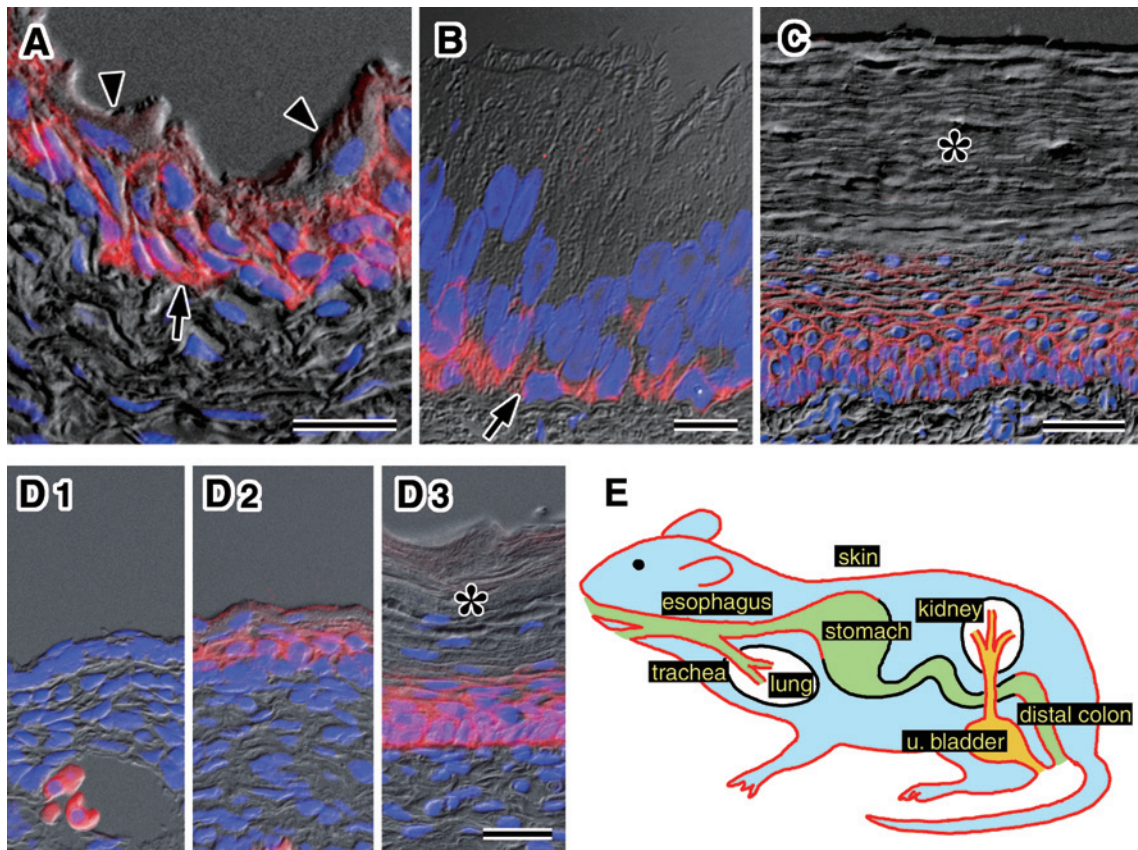 A
B
C
D1
D2
D3
E
skin
esophagus
kidney
stomach
trachea
lung
distal colon
u. bladder